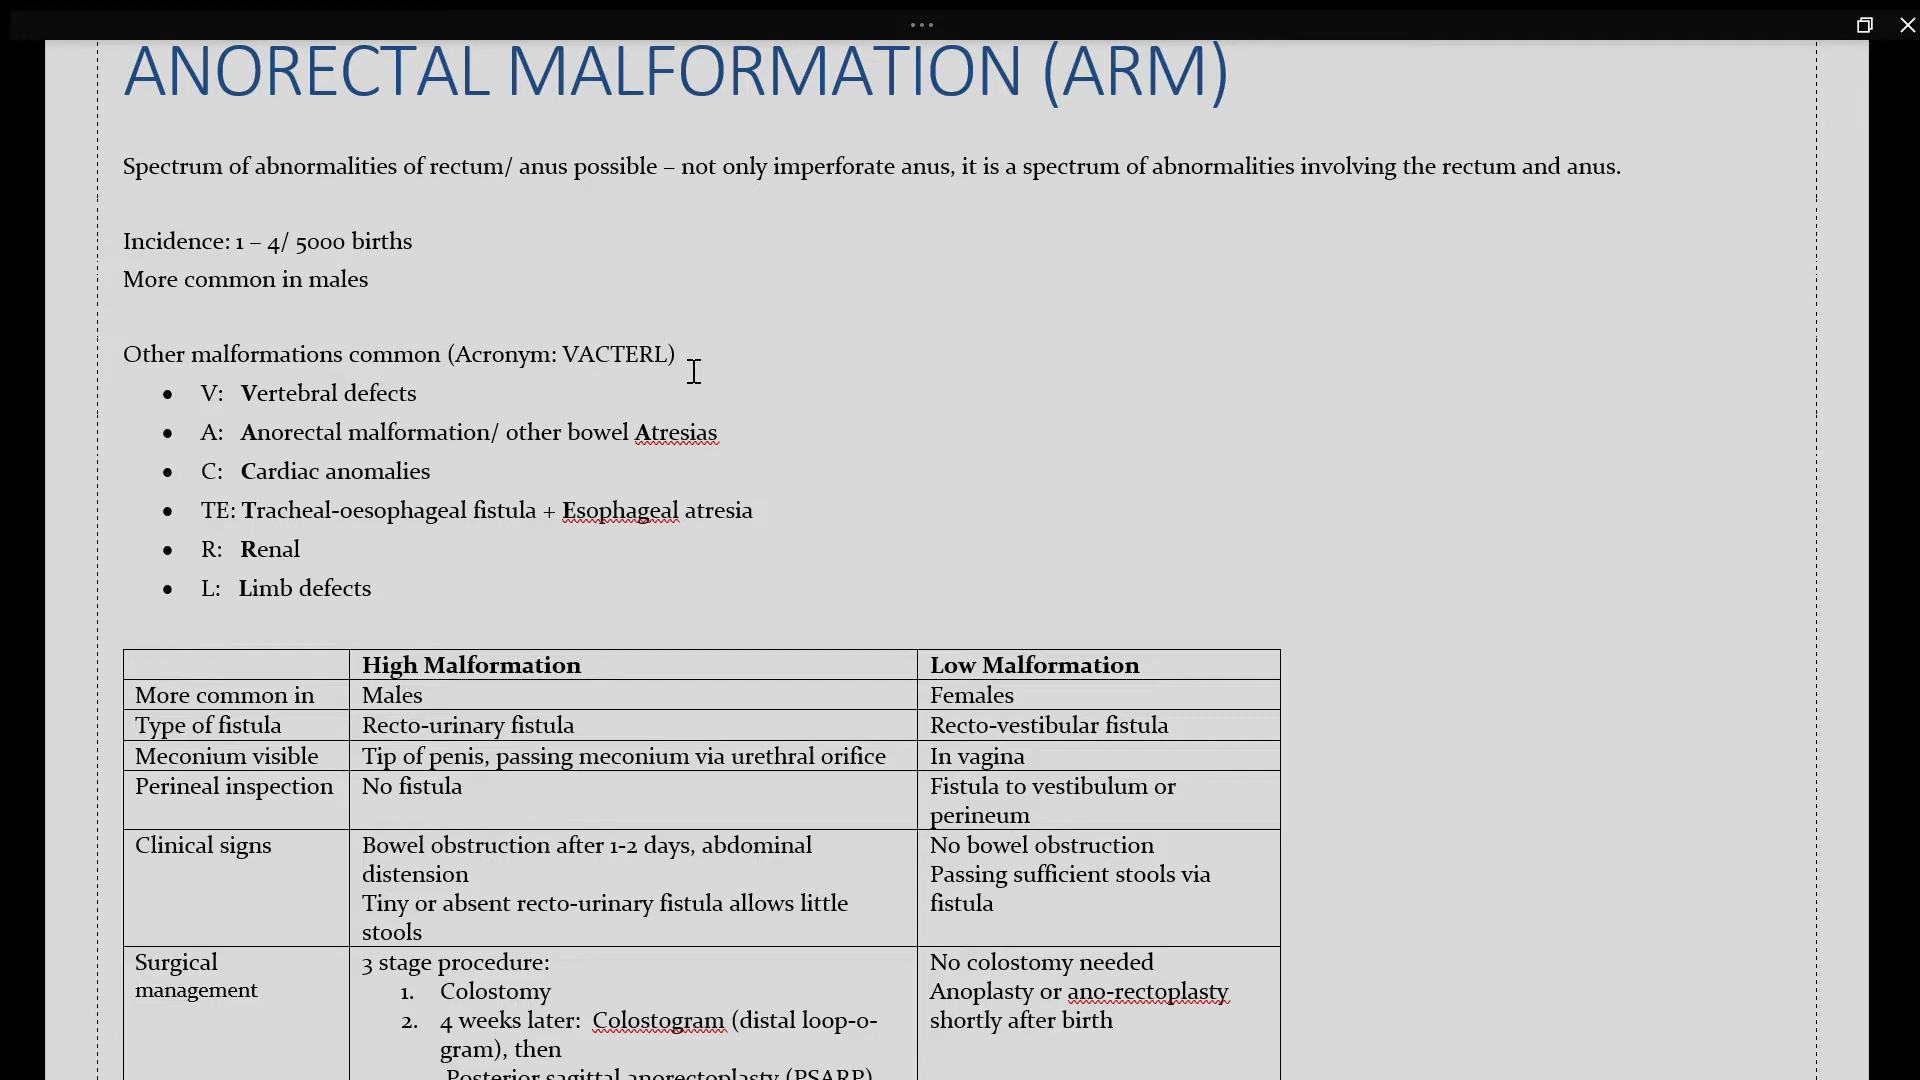 ANORECTAL MALFORMATION (ARM)
Spectrum of abnormalities of rectum/ anus possible – not only imperforate anus, it is a spectrum of abnormalities involving the rectum and anus.
Incidence: 1 – 4/ 5000 births
More common in males
Other malformations common (Acronym: VACTERL)
• V: Vertebral defects
• A: Anorectal malformation/ other bowel Atresias
• C: Cardiac anomalies
• TE: Tracheal-oesophageal fistula + Esophageal atresia
• R: Renal
• L: Limb defects
High Malformation Low Malformation
More common in Males Females
Type of fistula Recto-urinary fistula Recto-vestibular fistula
Meconium visible Tip of penis, passing meconium via urethral orifice In vagina
Perineal inspection No fistula Fistula to vestibulum or
perineum
Clinical signs Bowel obstruction after 1-2 days, abdominal No bowel obstruction
distension Passing sufficient stools via
Tiny or absent recto-urinary fistula allows little fistula
stools
Surgical 3 stage procedure: No colostomy needed
management 1. Colostomy Anoplasty or ano-rectoplasty
2. 4 weeks later: Colostogram (distal loop-o- shortly after birth
gram), then
Posterior sagittal anorectoplasty (PSARP)